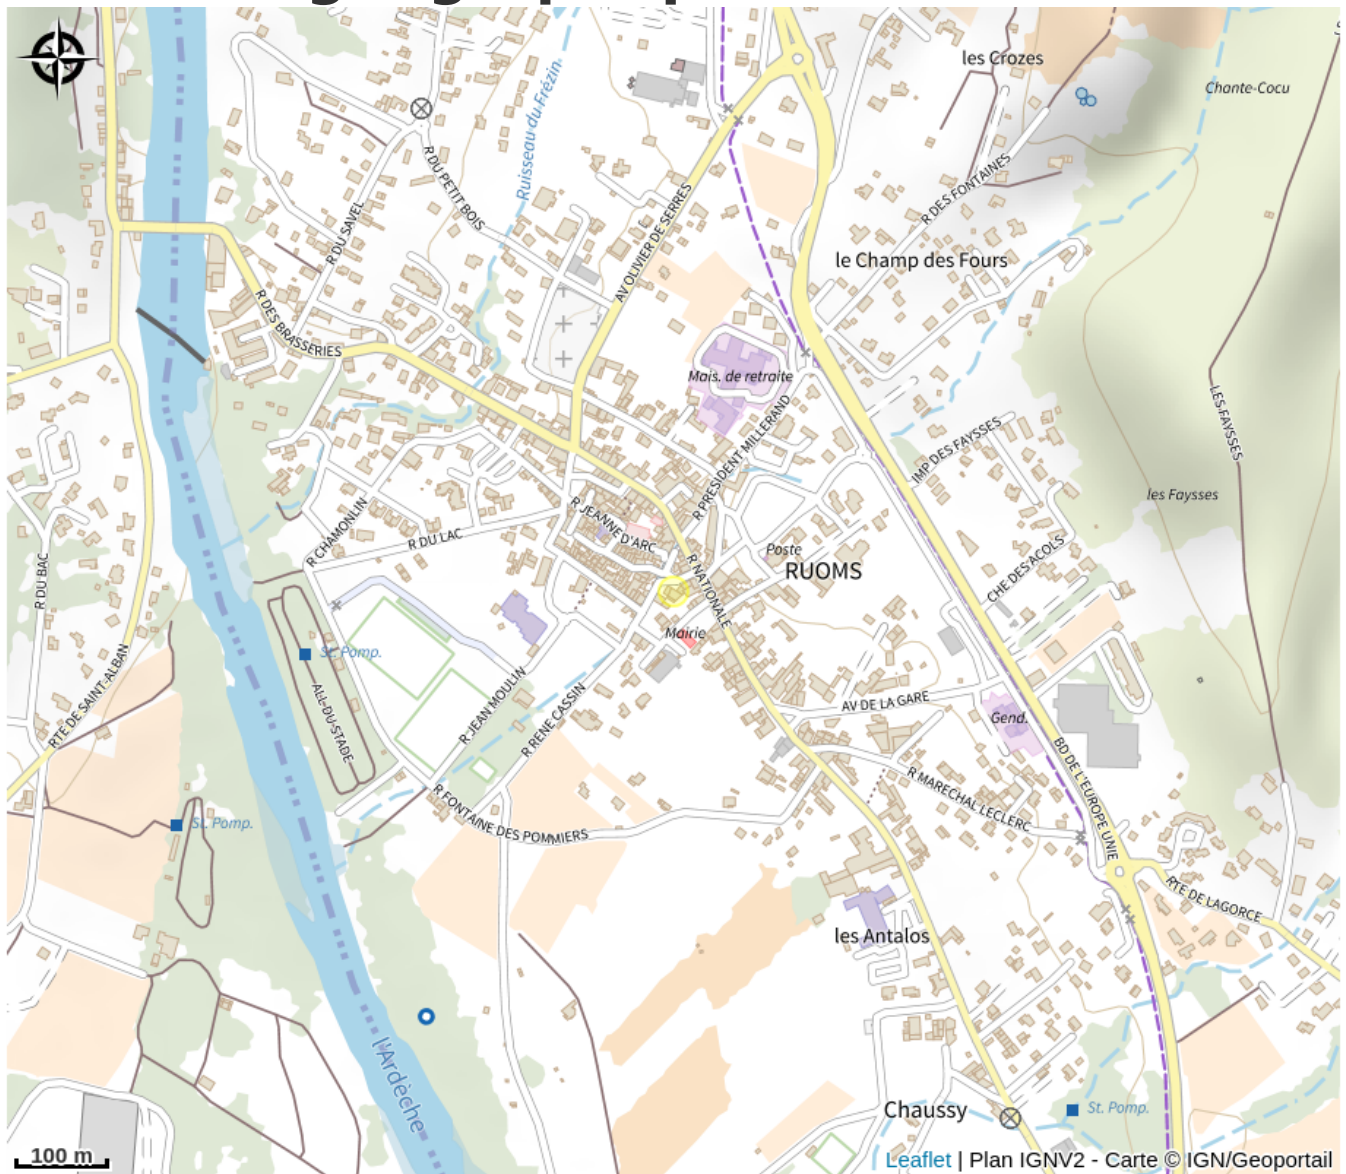 les Crozes
Chante-Cocu
Ruisseau du Frézin
R DU PETIT BOIS
R DES FONTAINES
R DU SAVEL
AV OLIVIER DE SERRES
le Champ des Fours
R DES BRASSERIES
Mais. de retraite
LES FAYSSES
R PRESIDENT MILLERAND
IMP DES FAYSSES
les Faysses
R JEANNE D'ARC
R CHAMONLIN
R DU LAC
Poste
RUOMS
R NATIONALE
CHE DES ACOLS
R DU BAC
Mairie
St. Pomp.
RTE DE SAINT-ALBAN
ALL DU STADE
R JEAN MOULIN
R RENE CASSIN
AV DE LA GARE
Gend.
BD DE L'EUROPE UNIE
R MARECHAL LECLERC
R FONTAINE DES POMMIERS
St. Pomp.
RTE DE LAGORCE
les Antalos
l'Ardèche
Chaussy
St. Pomp.
100 m
Leaflet | Plan IGNV2 - Carte © IGN/Geoportail